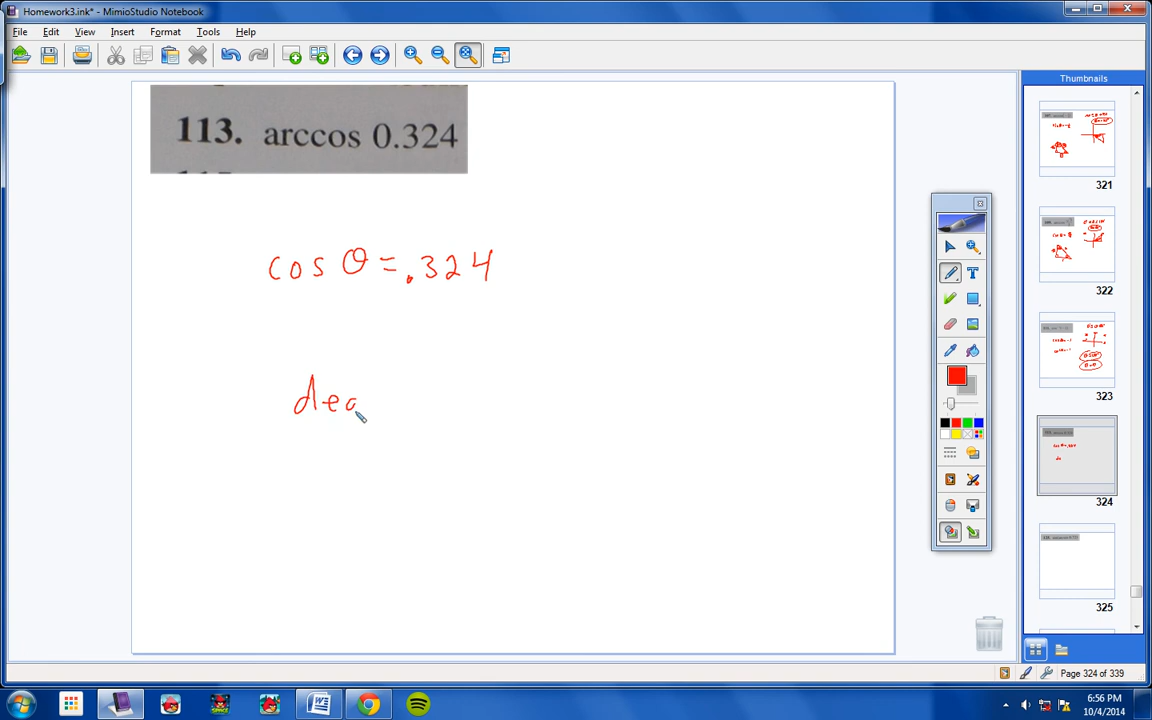 Homework3.ink* - MimioStudio Notebook
File Edit View Insert Format Tools Help
Thumbnails
113. arccos 0.324
cos θ = .324
321
322
323
324
325
Page 324 of 339
6:56 PM
10/4/2014